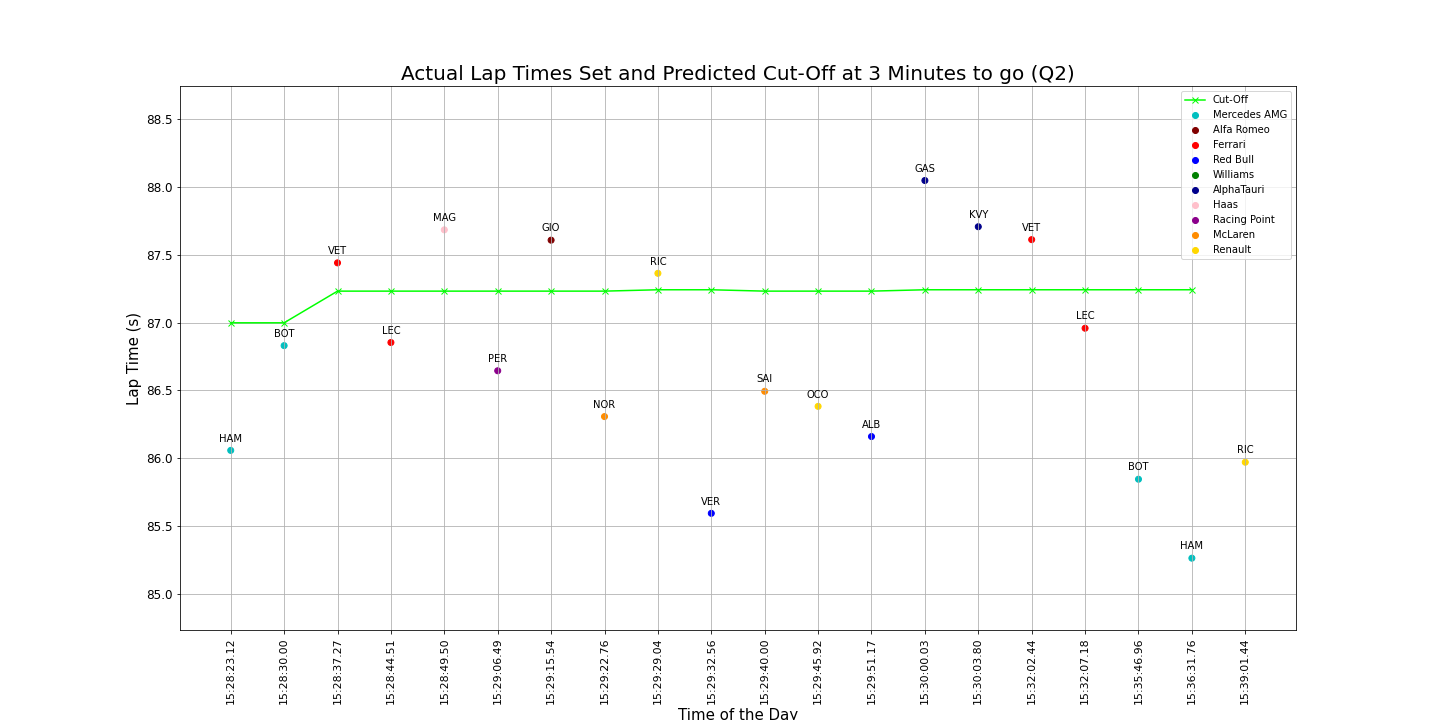 Actual Lap Times Set and Predicted Cut-Off at 3 Minutes to go (Q2)
Cut-Off
Mercedes AMG
Alfa Romeo
Ferrari
Red Bull
Williams
AlphaTauri
Haas
Racing Point
McLaren
Renault
Lap Time (s)
88.5
88.0
87.5
87.0
86.5
86.0
85.5
85.0
HAM
BOT
VET
LEC
MAG
PER
GIO
NOR
RIC
VER
SAI
OCO
ALB
GAS
KVY
VET
LEC
BOT
HAM
RIC
15:28:23.12
15:28:30.00
15:28:37.27
15:28:44.51
15:28:49.50
15:29:06.49
15:29:15.54
15:29:22.76
15:29:29.04
15:29:32.56
15:29:40.00
15:29:45.92
15:29:51.17
15:30:00.03
15:30:03.80
15:32:02.44
15:32:07.18
15:35:46.96
15:36:31.76
15:39:01.44
Time of the Day